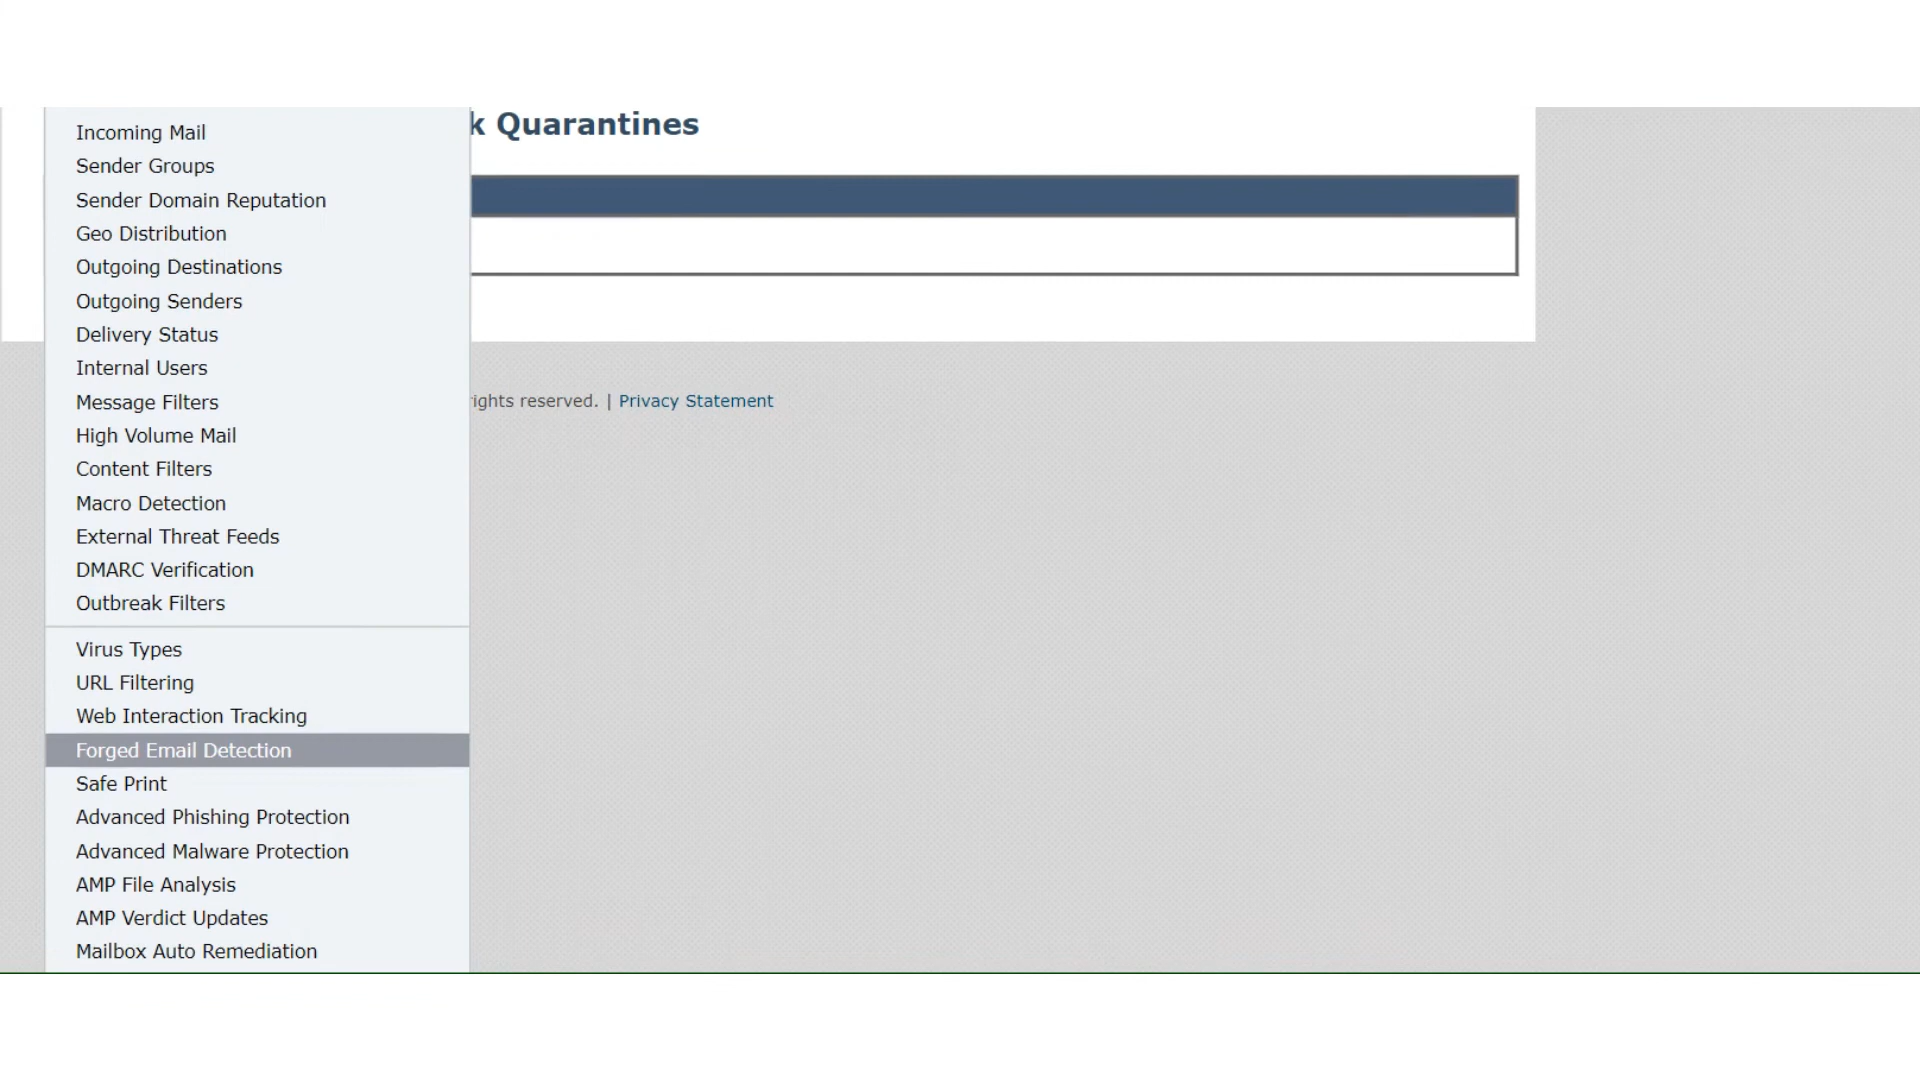 k Quarantines
Incoming Mail
Sender Groups
Sender Domain Reputation
Geo Distribution
Outgoing Destinations
Outgoing Senders
Delivery Status
Internal Users
Message Filters
rights reserved. | Privacy Statement
High Volume Mail
Content Filters
Macro Detection
External Threat Feeds
DMARC Verification
Outbreak Filters
Virus Types
URL Filtering
Web Interaction Tracking
Forged Email Detection
Safe Print
Advanced Phishing Protection
Advanced Malware Protection
AMP File Analysis
AMP Verdict Updates
Mailbox Auto Remediation